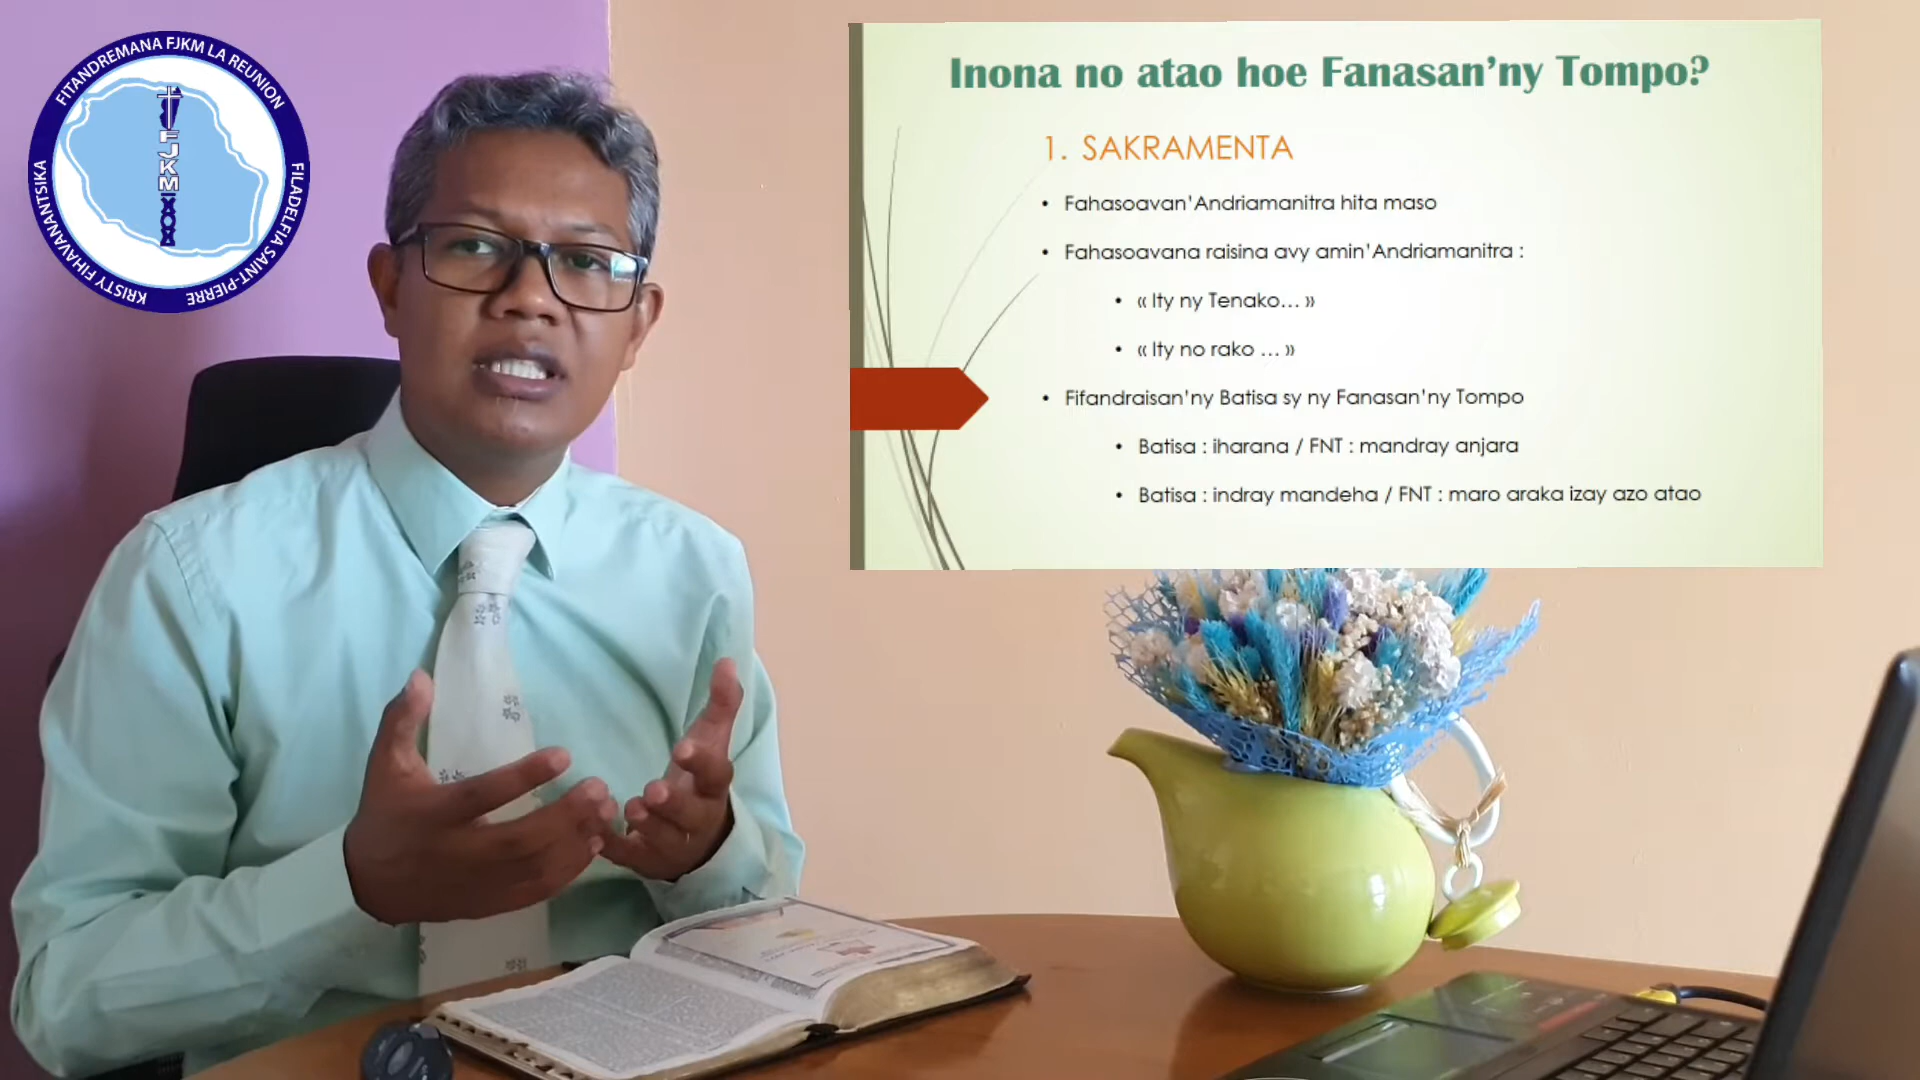 FITANDREMANA FJKM LA REUNION
FILADELFIA SAINT-PIERRE
KRISTY FIHAVANANTSIKA
FJKM
Inona no atao hoe Fanasan’ny Tompo?
1. SAKRAMENTA
• Fahasoavan’Andriamanitra hita maso
• Fahasoavana raisina avy amin’Andriamanitra :
• « Ity ny Tenako... »
• « Ity no rako ... »
• Fifandraisan’ny Batisa sy ny Fanasan’ny Tompo
• Batisa : iharana / FNT : mandray anjara
• Batisa : indray mandeha / FNT : maro araka izay azo atao